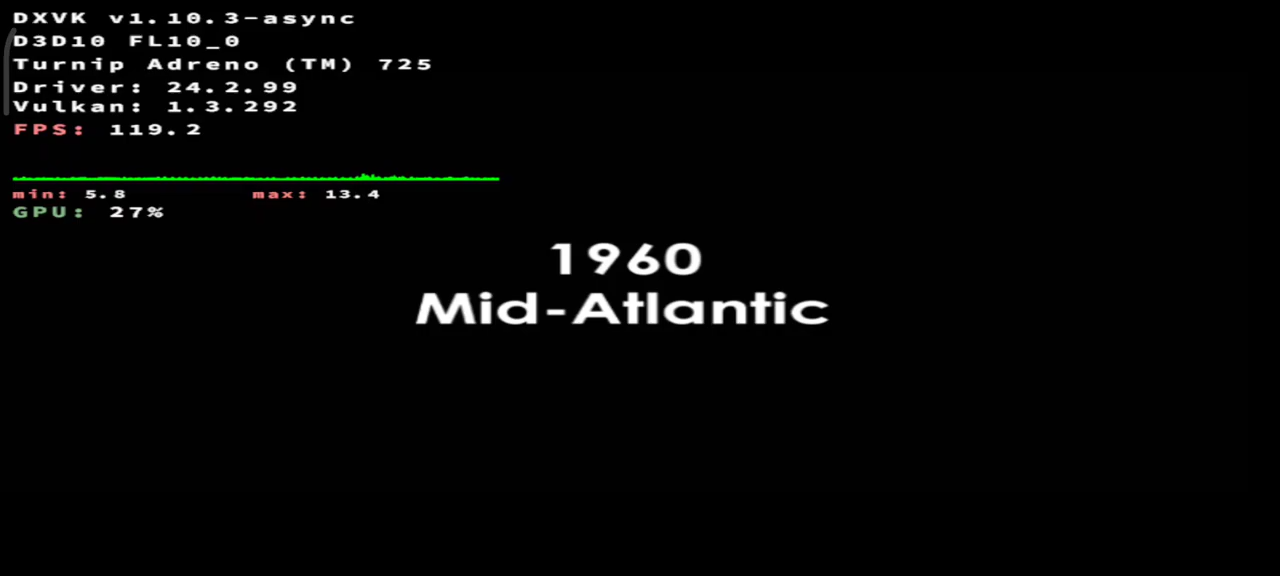 DXVK v1.10.3-async
D3D10 FL10_0
Turnip Adreno (TM) 725
Driver: 24.2.99
Vulkan: 1.3.292
FPS: 119.2
min: 5.8 max: 13.4
GPU: 27%
1960
Mid-Atlantic